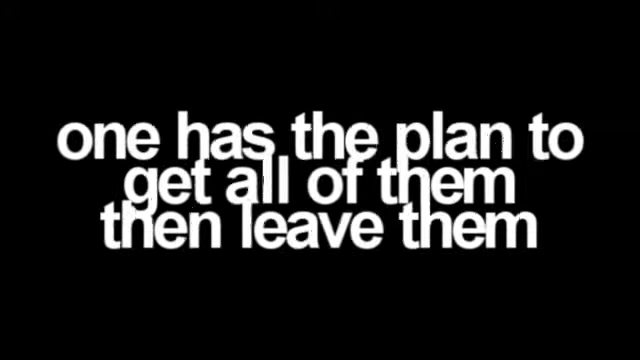 one has the plan to
get all of them
then leave them